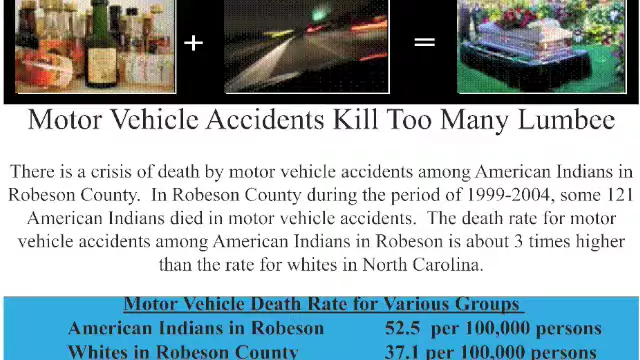 + =
Motor Vehicle Accidents Kill Too Many Lumbee
There is a crisis of death by motor vehicle accidents among American Indians in
Robeson County.  In Robeson County during the period of 1999-2004, some 121
American Indians died in motor vehicle accidents.  The death rate for motor
vehicle accidents among American Indians in Robeson is about 3 times higher
than the rate for whites in North Carolina.
Motor Vehicle Death Rate for Various Groups
American Indians in Robeson 52.5  per 100,000 persons
Whites in Robeson County 37.1 per 100,000 persons